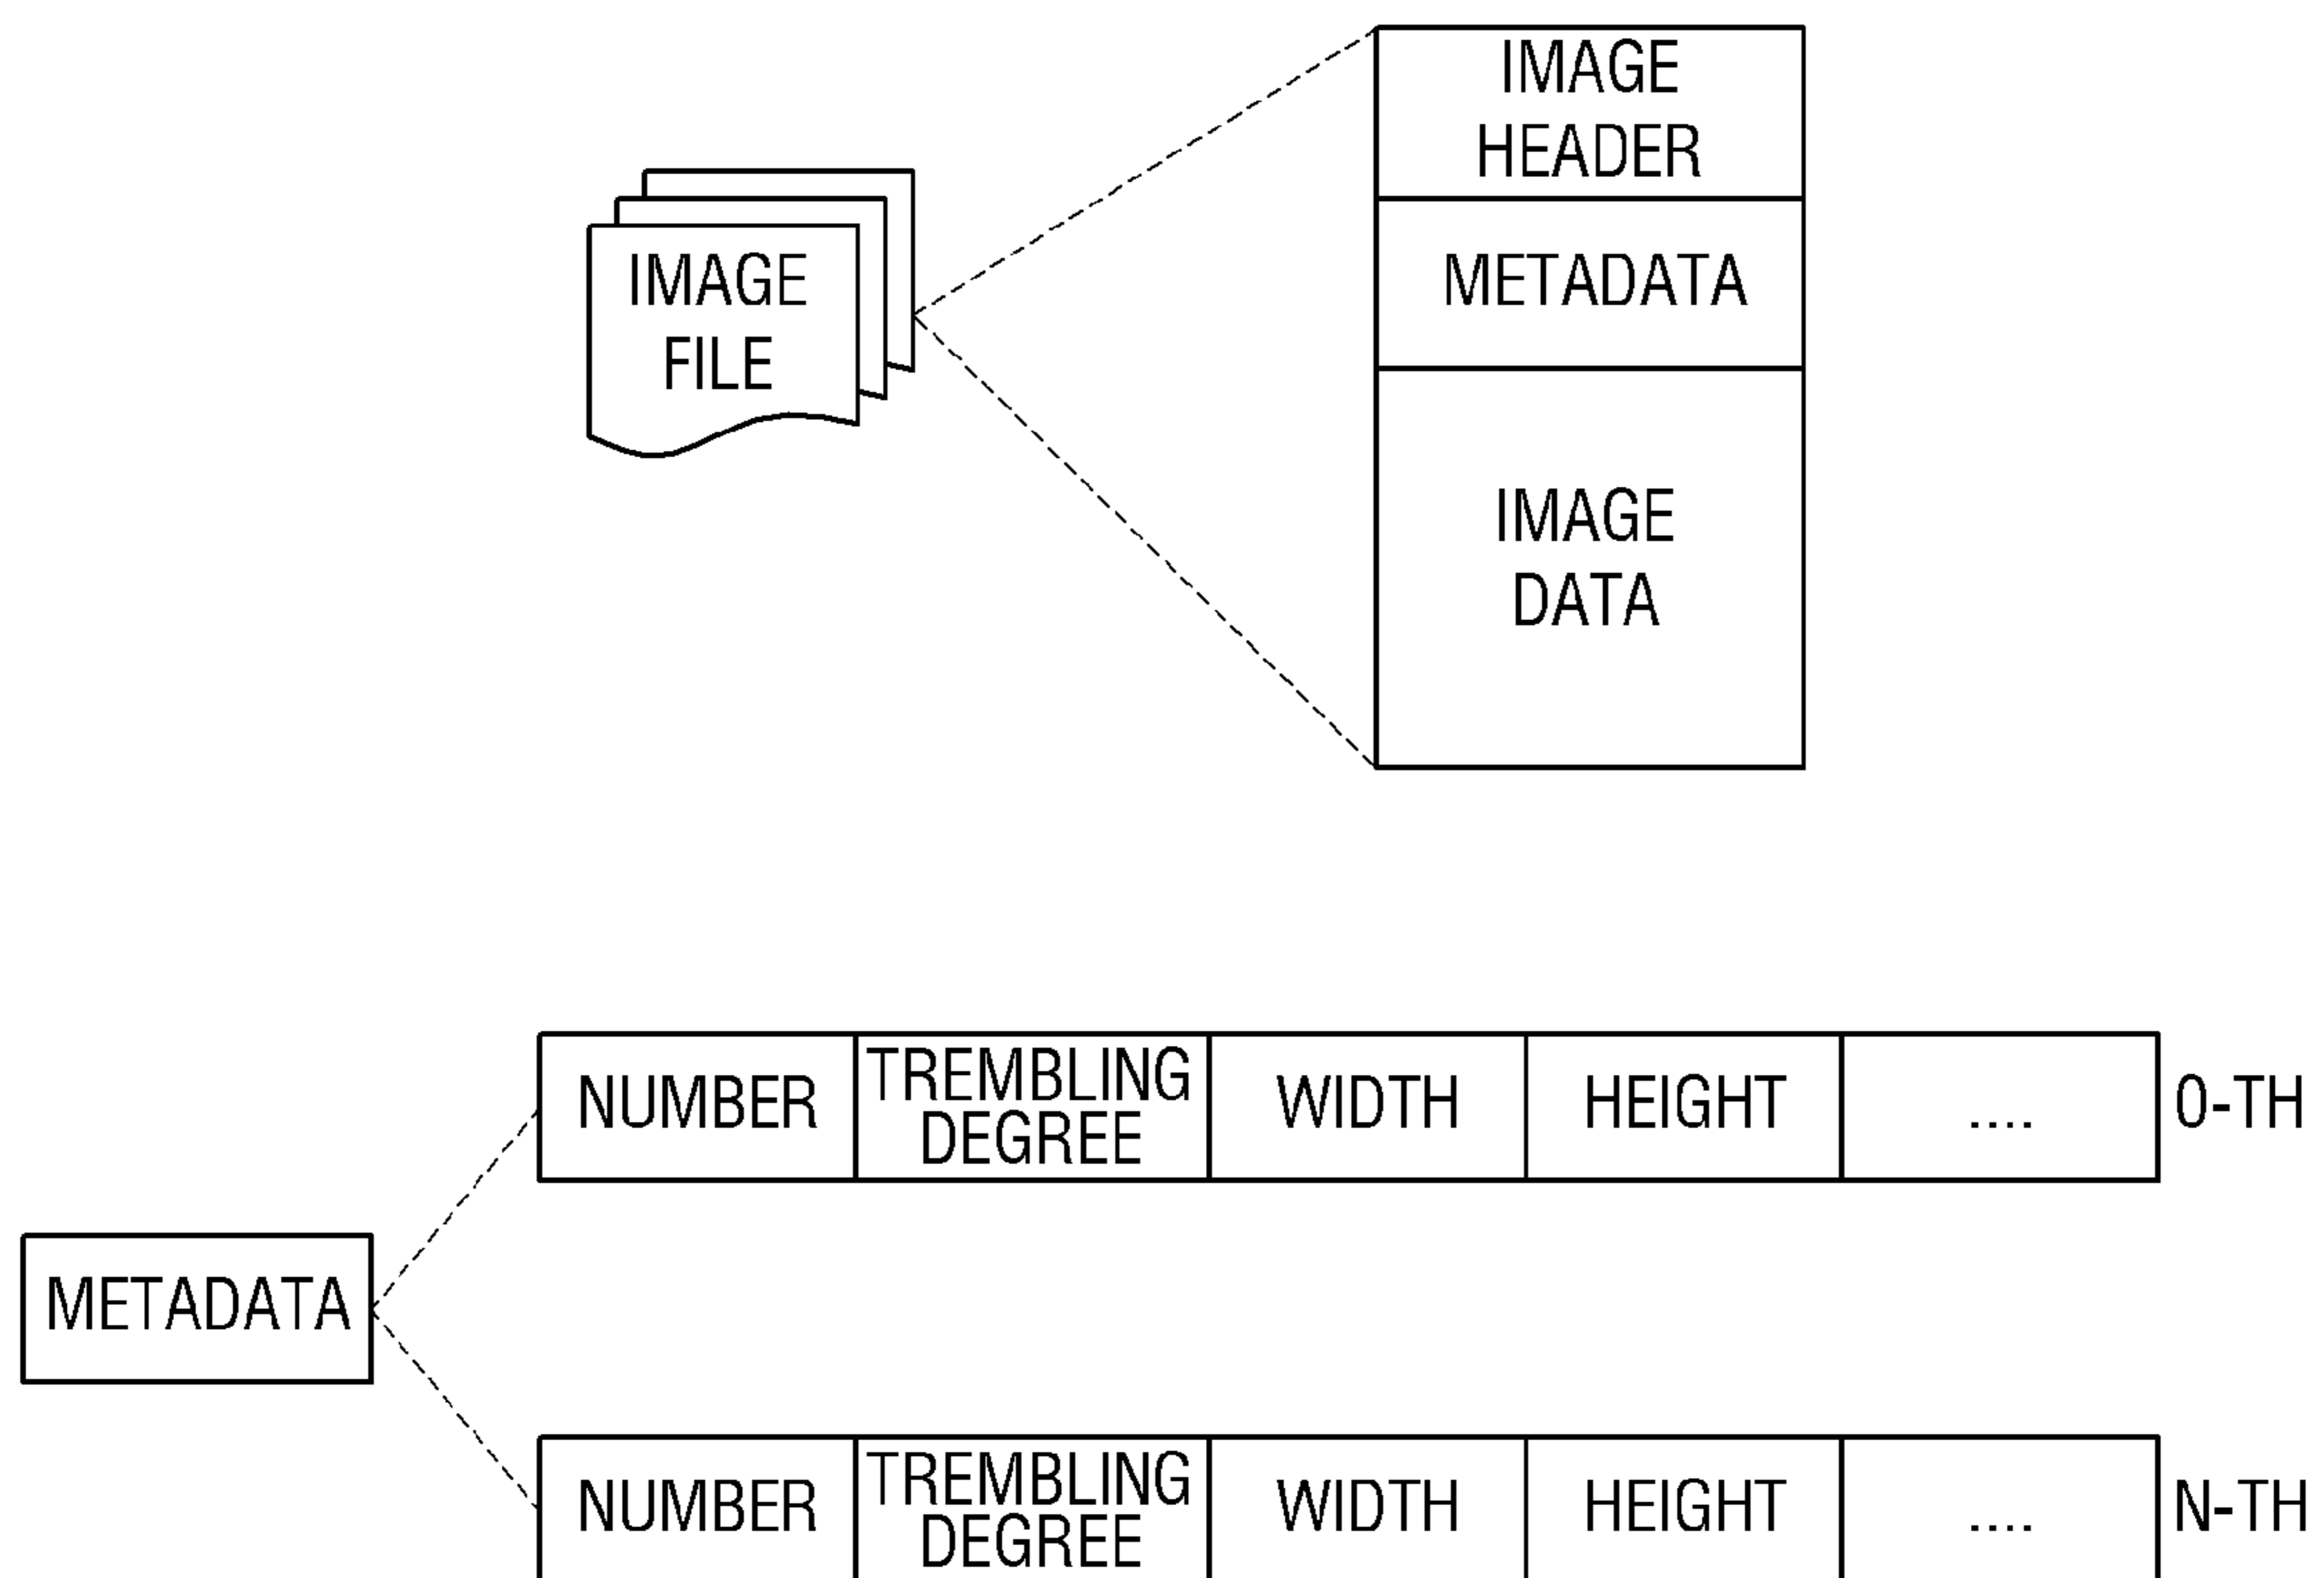 IMAGE
HEADER
IMAGE
FILE
METADATA
IMAGE
DATA
NUMBER TREMBLING DEGREE WIDTH HEIGHT .... 0-TH
METADATA
NUMBER TREMBLING DEGREE WIDTH HEIGHT .... N-TH